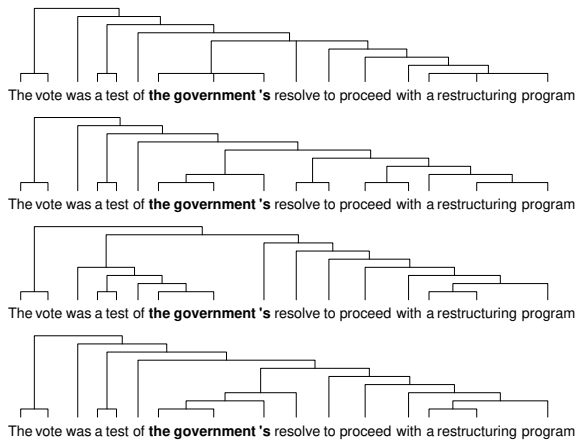 The vote was a test of the government 's resolve to proceed with a restructuring program
The vote was a test of the government 's resolve to proceed with a restructuring program
The vote was a test of the government 's resolve to proceed with a restructuring program
The vote was a test of the government 's resolve to proceed with a restructuring program